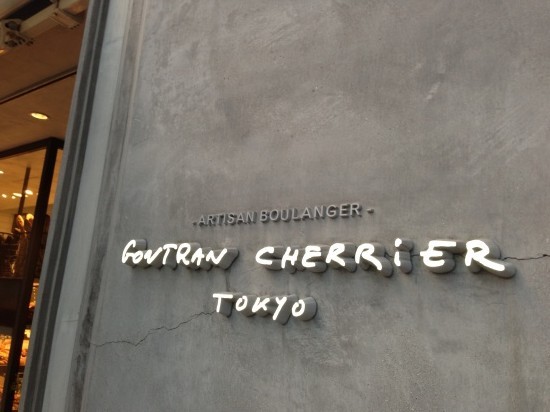 - ARTISAN BOULANGER -
GONTRAN CHERRiER
TOKYO